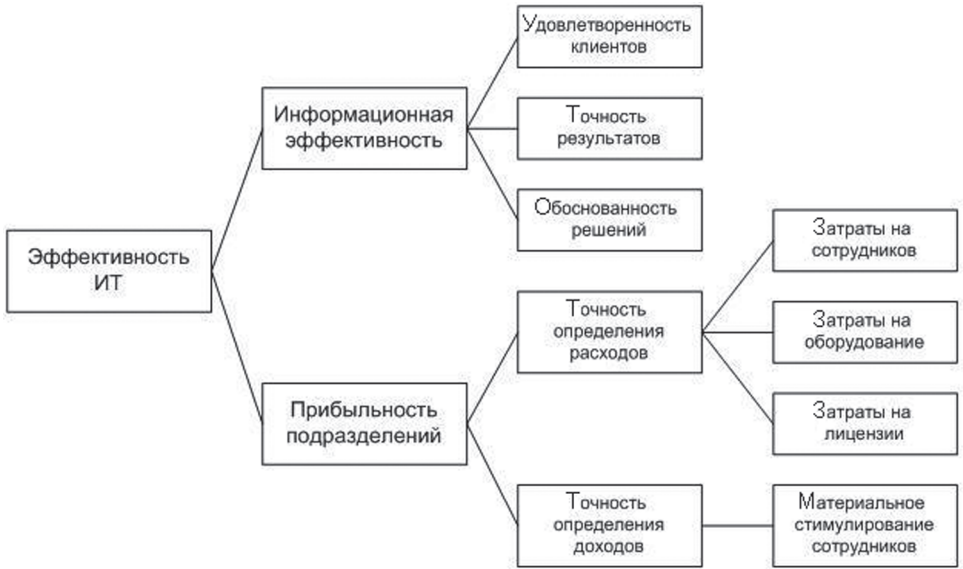 Эффективность
ИТ
Информационная
эффективность
Удовлетворенность
клиентов
Точность
результатов
Обоснованность
решений
Прибыльность
подразделений
Точность
определения
расходов
Затраты на
сотрудников
Затраты на
оборудование
Затраты на
лицензии
Точность
определения
доходов
Материальное
стимулирование
сотрудников